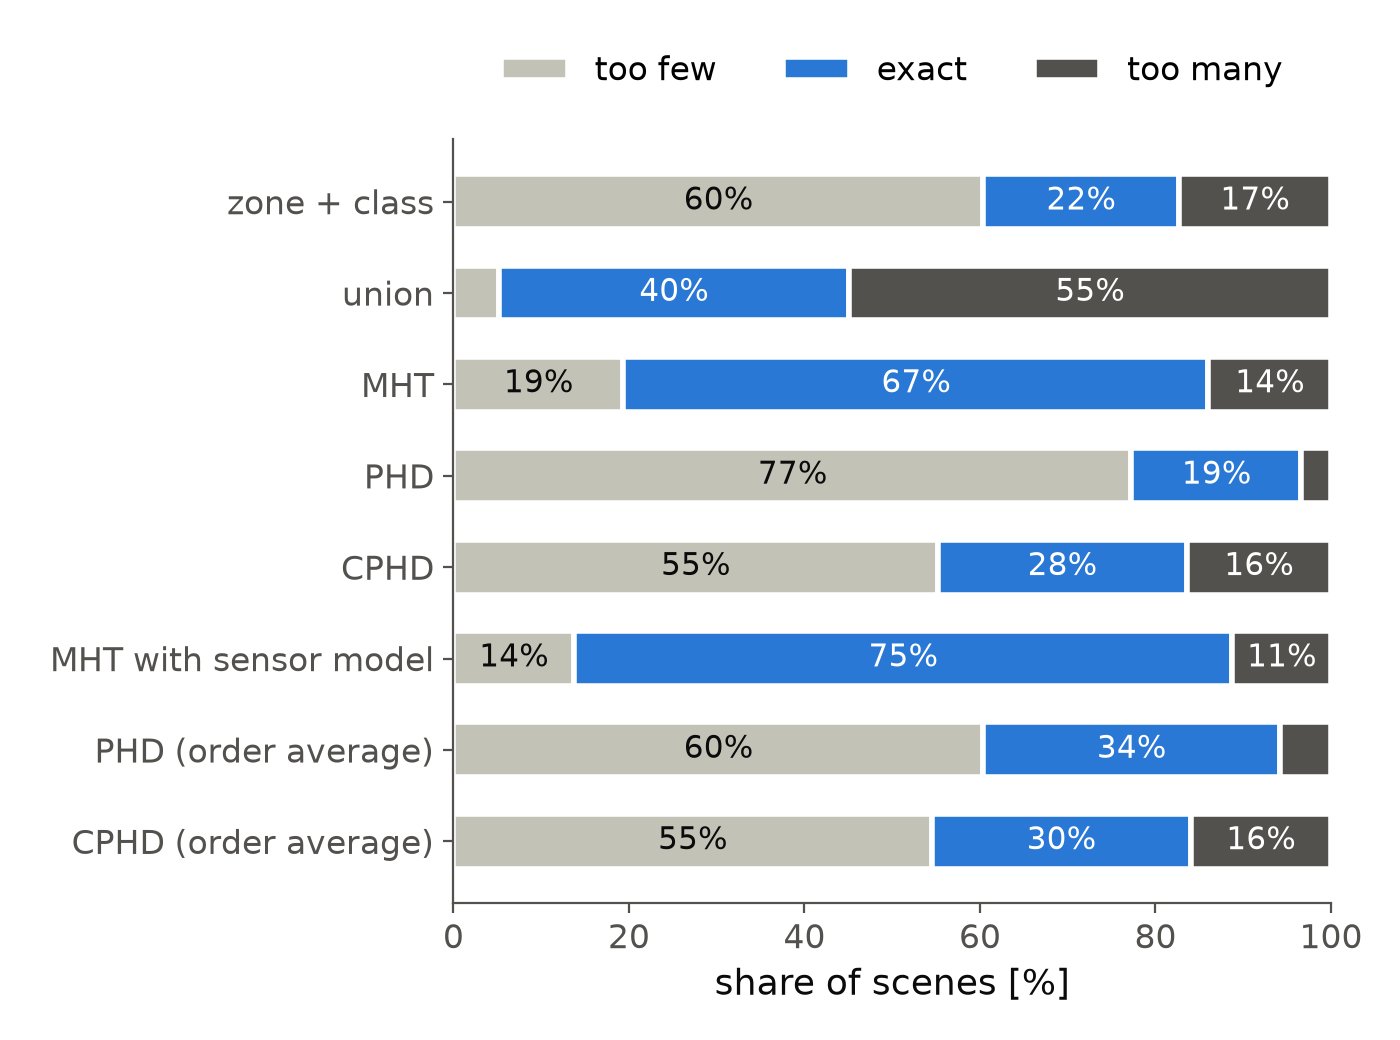 too few exact too many
zone + class 60% 22% 17%
union 40% 55%
MHT 19% 67% 14%
PHD 77% 19%
CPHD 55% 28% 16%
MHT with sensor model 14% 75% 11%
PHD (order average) 60% 34%
CPHD (order average) 55% 30% 16%
0 20 40 60 80 100
share of scenes [%]